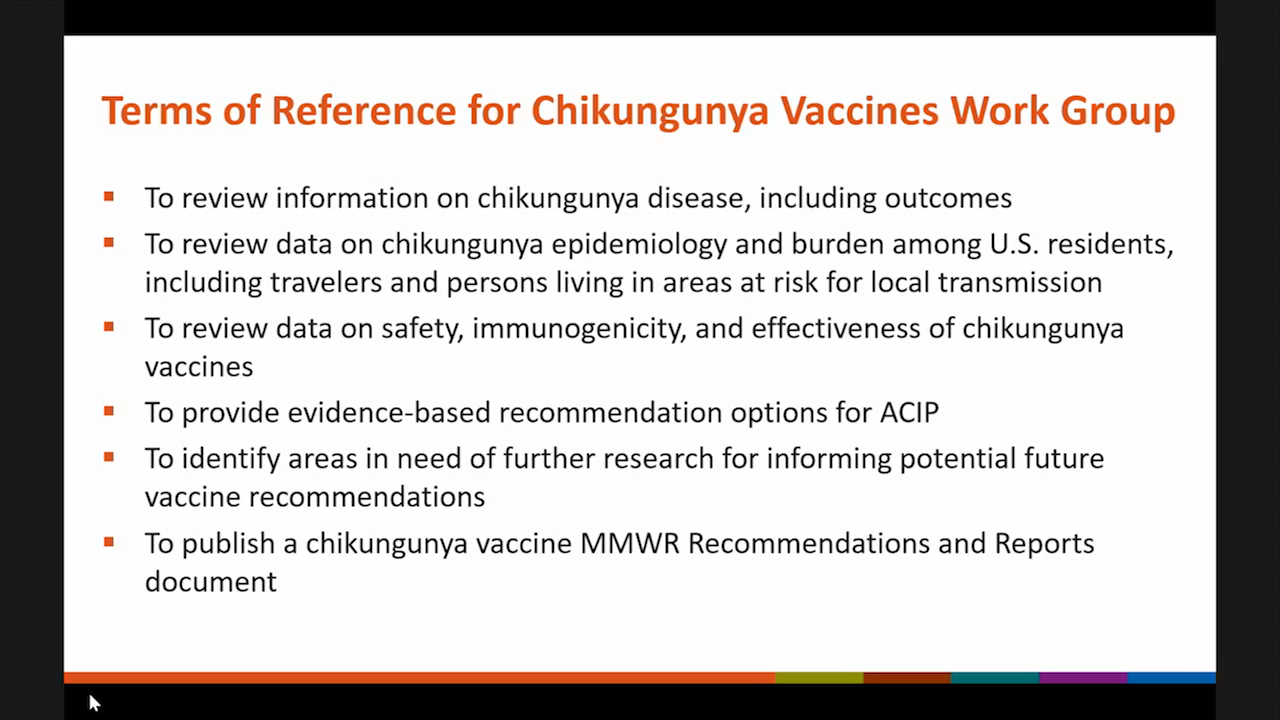 Terms of Reference for Chikungunya Vaccines Work Group
▪ To review information on chikungunya disease, including outcomes
▪ To review data on chikungunya epidemiology and burden among U.S. residents,
including travelers and persons living in areas at risk for local transmission
▪ To review data on safety, immunogenicity, and effectiveness of chikungunya
vaccines
▪ To provide evidence-based recommendation options for ACIP
▪ To identify areas in need of further research for informing potential future
vaccine recommendations
▪ To publish a chikungunya vaccine MMWR Recommendations and Reports
document